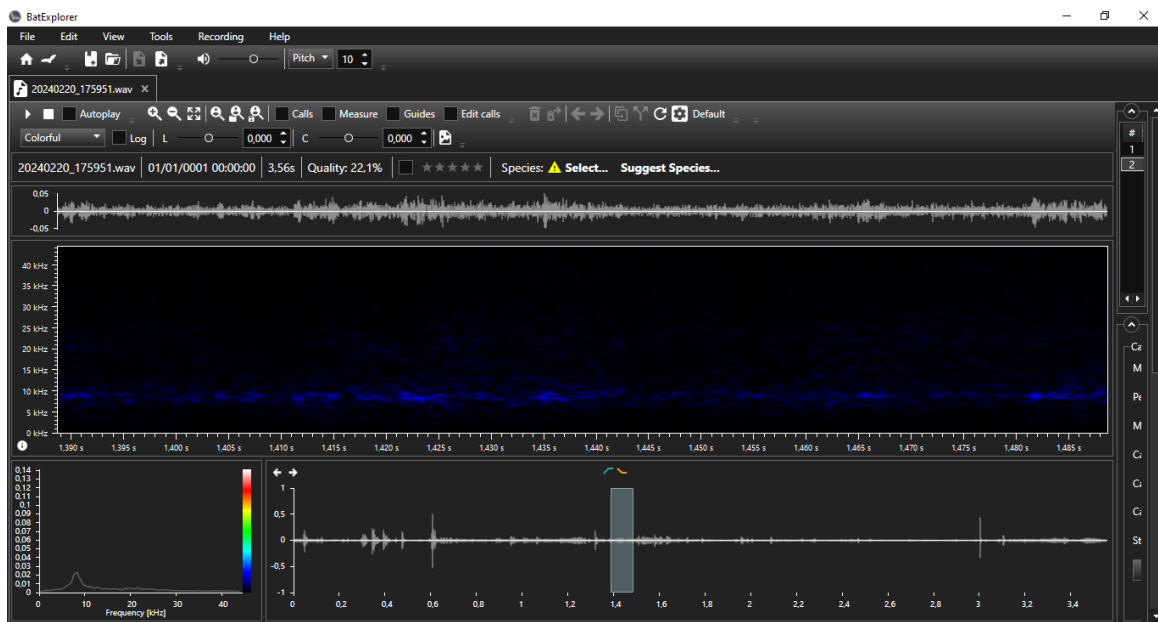 BatExplorer
File Edit View Tools Recording Help
Pitch 10
20240220_175951.wav
Autoplay Calls Measure Guides Edit calls Default
Colorful Log L 0,000 C 0,000
20240220_175951.wav 01/01/0001 00:00:00 3,56s Quality: 22,1% Species: Select... Suggest Species...
#
1
2
0,05
0
-0,05
40 kHz
35 kHz
30 kHz
25 kHz
20 kHz
15 kHz
10 kHz
5 kHz
0 kHz
1,390 s 1,395 s 1,400 s 1,405 s 1,410 s 1,415 s 1,420 s 1,425 s 1,430 s 1,435 s 1,440 s 1,445 s 1,450 s 1,455 s 1,460 s 1,465 s 1,470 s 1,475 s 1,480 s 1,485 s
Ca
M
Pe
M
Ca
Ca
Ca
St
0,14
0,13
0,12
0,11
0,1
0,09
0,08
0,07
0,06
0,05
0,04
0,03
0,02
0,01
0
0 10 20 30 40
Frequency [kHz]
1
0,5
0
-0,5
-1
0 0,2 0,4 0,6 0,8 1 1,2 1,4 1,6 1,8 2 2,2 2,4 2,6 2,8 3 3,2 3,4